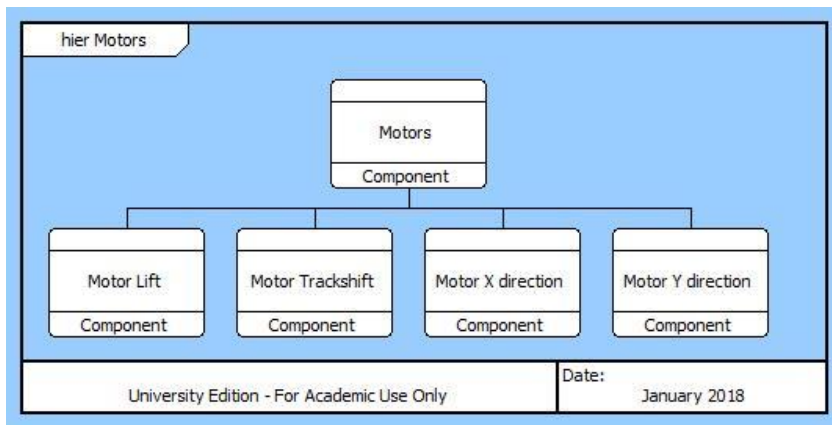 hier Motors
Motors
Component
Motor Lift
Component
Motor Trackshift
Component
Motor X direction
Component
Motor Y direction
Component
University Edition - For Academic Use Only
Date:
January 2018